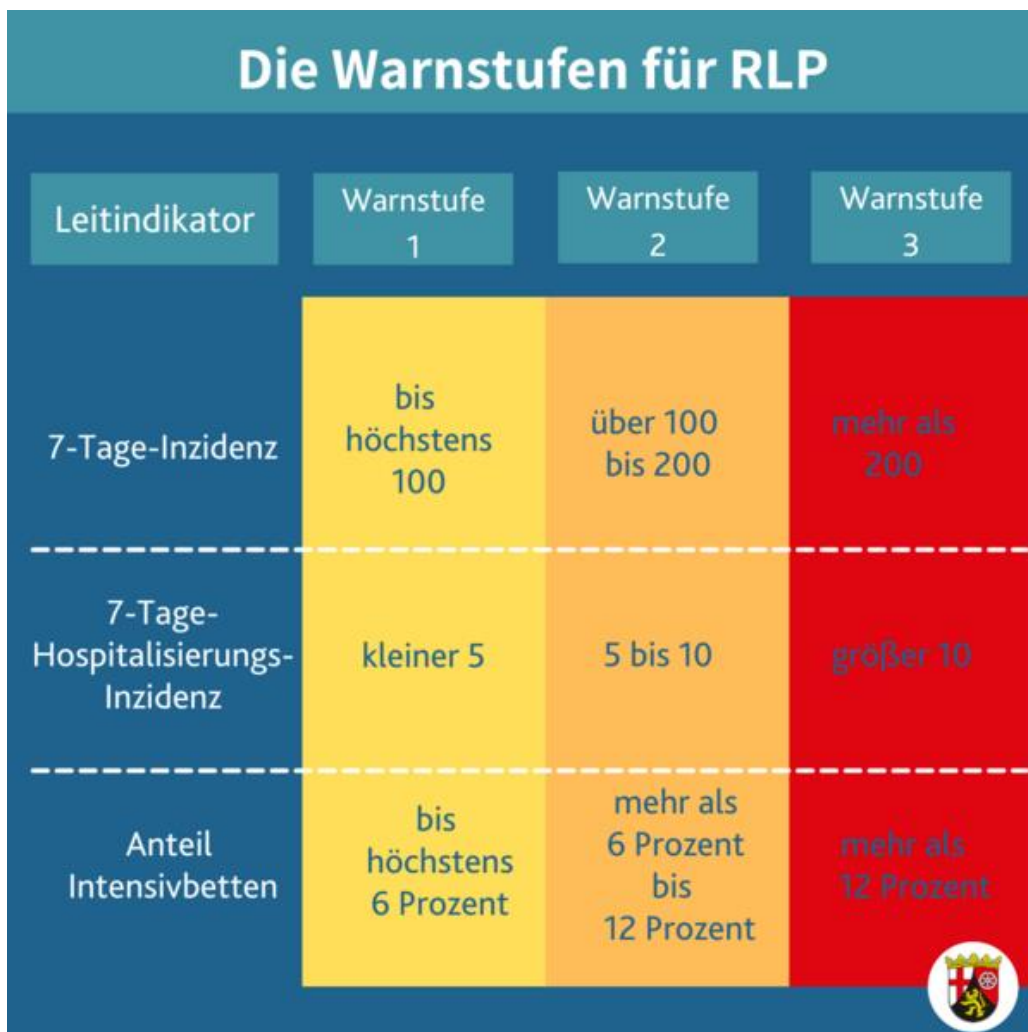 Die Warnstufen für RLP
Leitindikator
Warnstufe
1
Warnstufe
2
Warnstufe
3
7-Tage-Inzidenz
bis
höchstens
100
über 100
bis 200
mehr als
200
7-Tage-
Hospitalisierungs-
Inzidenz
kleiner 5
5 bis 10
größer 10
Anteil
Intensivbetten
bis
höchstens
6 Prozent
mehr als
6 Prozent
bis
12 Prozent
mehr als
12 Prozent